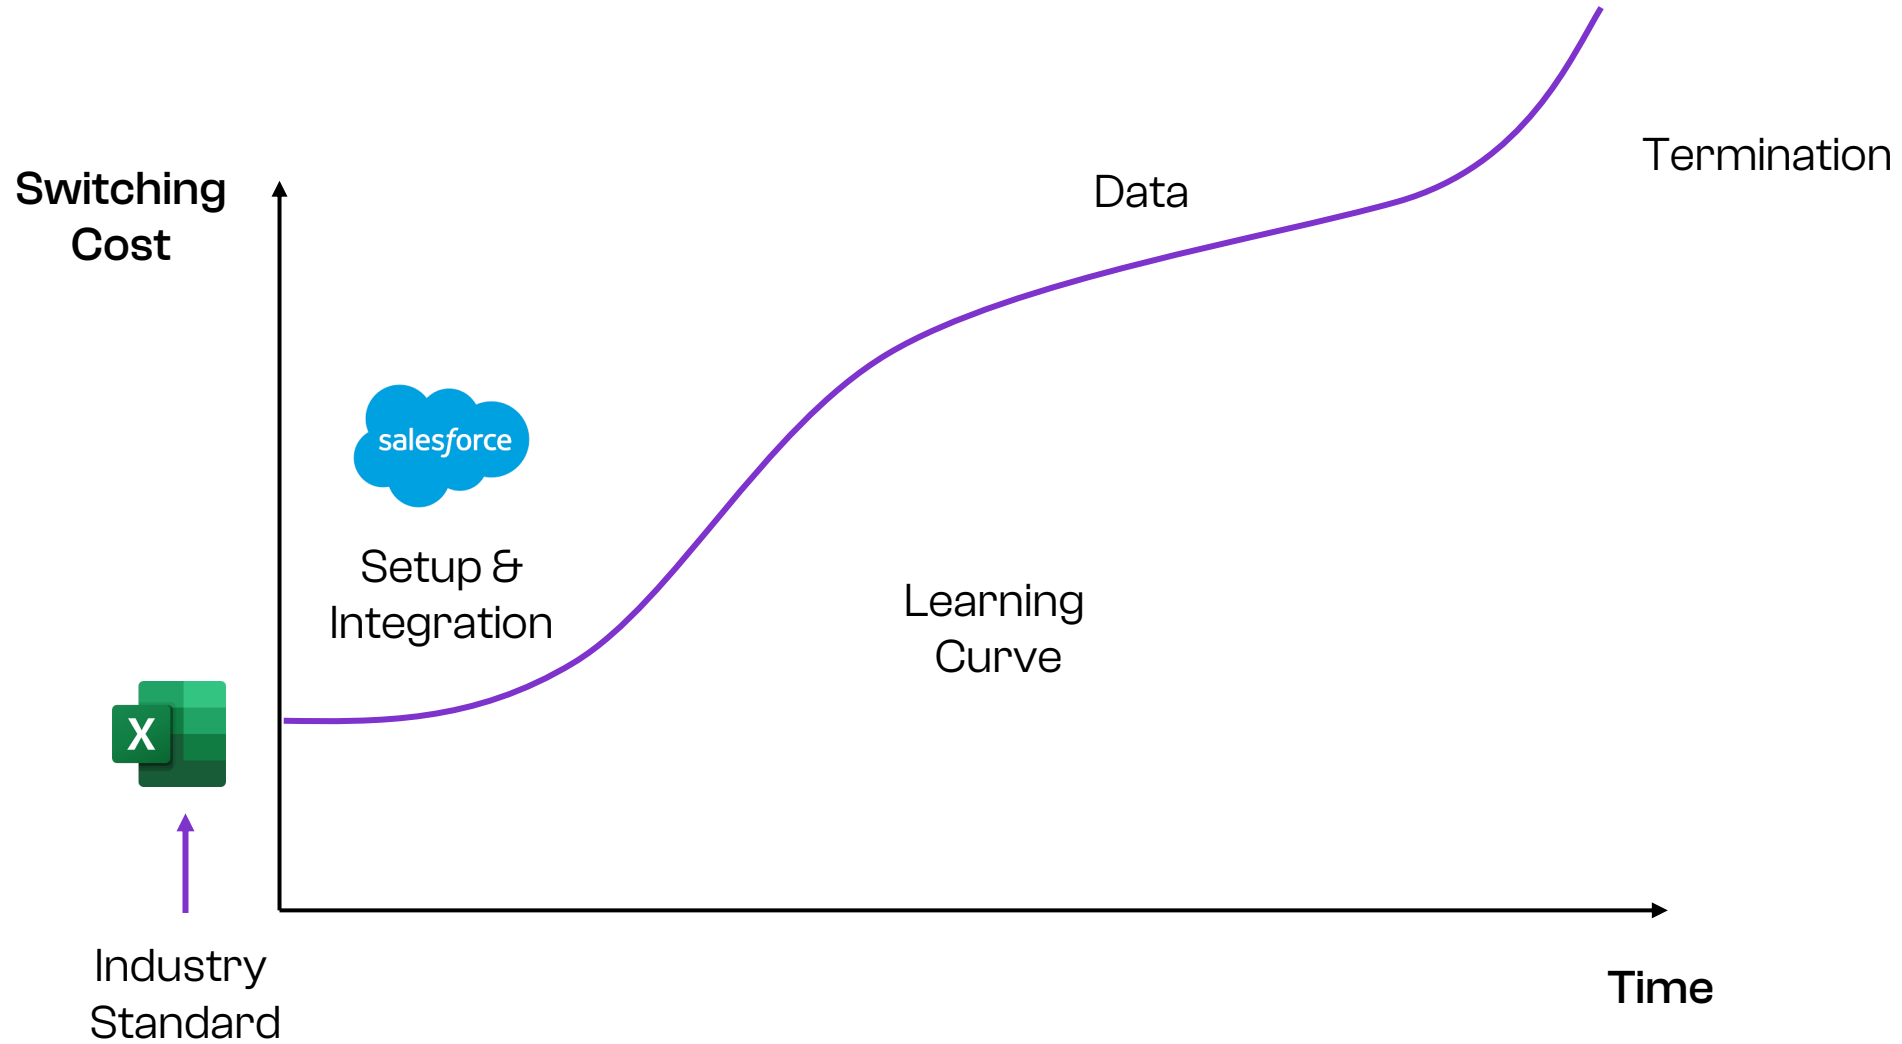 Switching
Cost
Data
Termination
salesforce
Setup &
Integration
Learning
Curve
X
Industry
Standard
Time